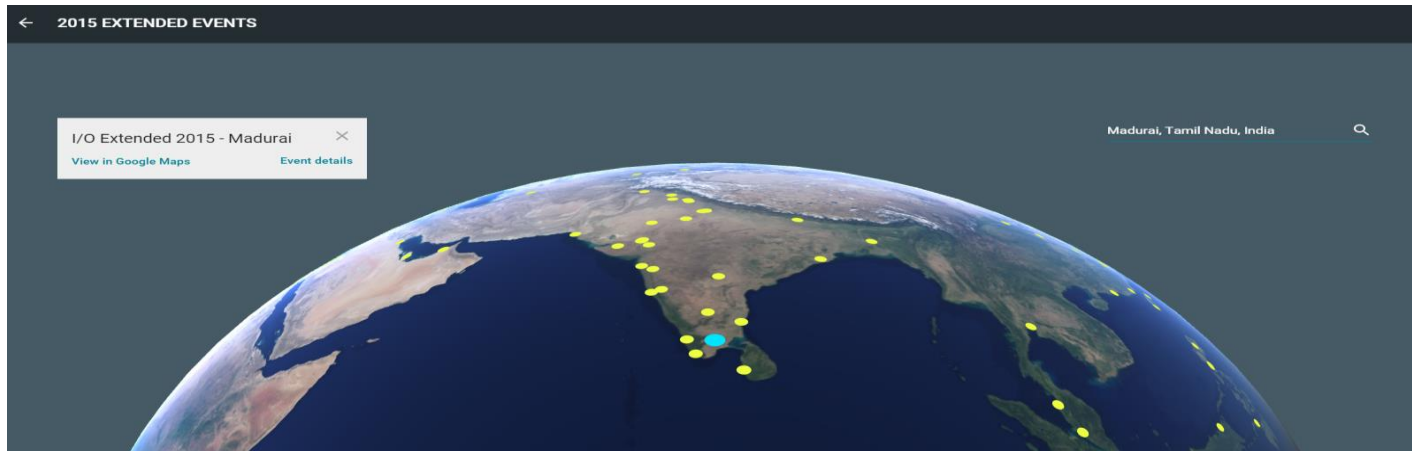 2015 EXTENDED EVENTS
I/O Extended 2015 - Madurai
View in Google Maps Event details
Madurai, Tamil Nadu, India